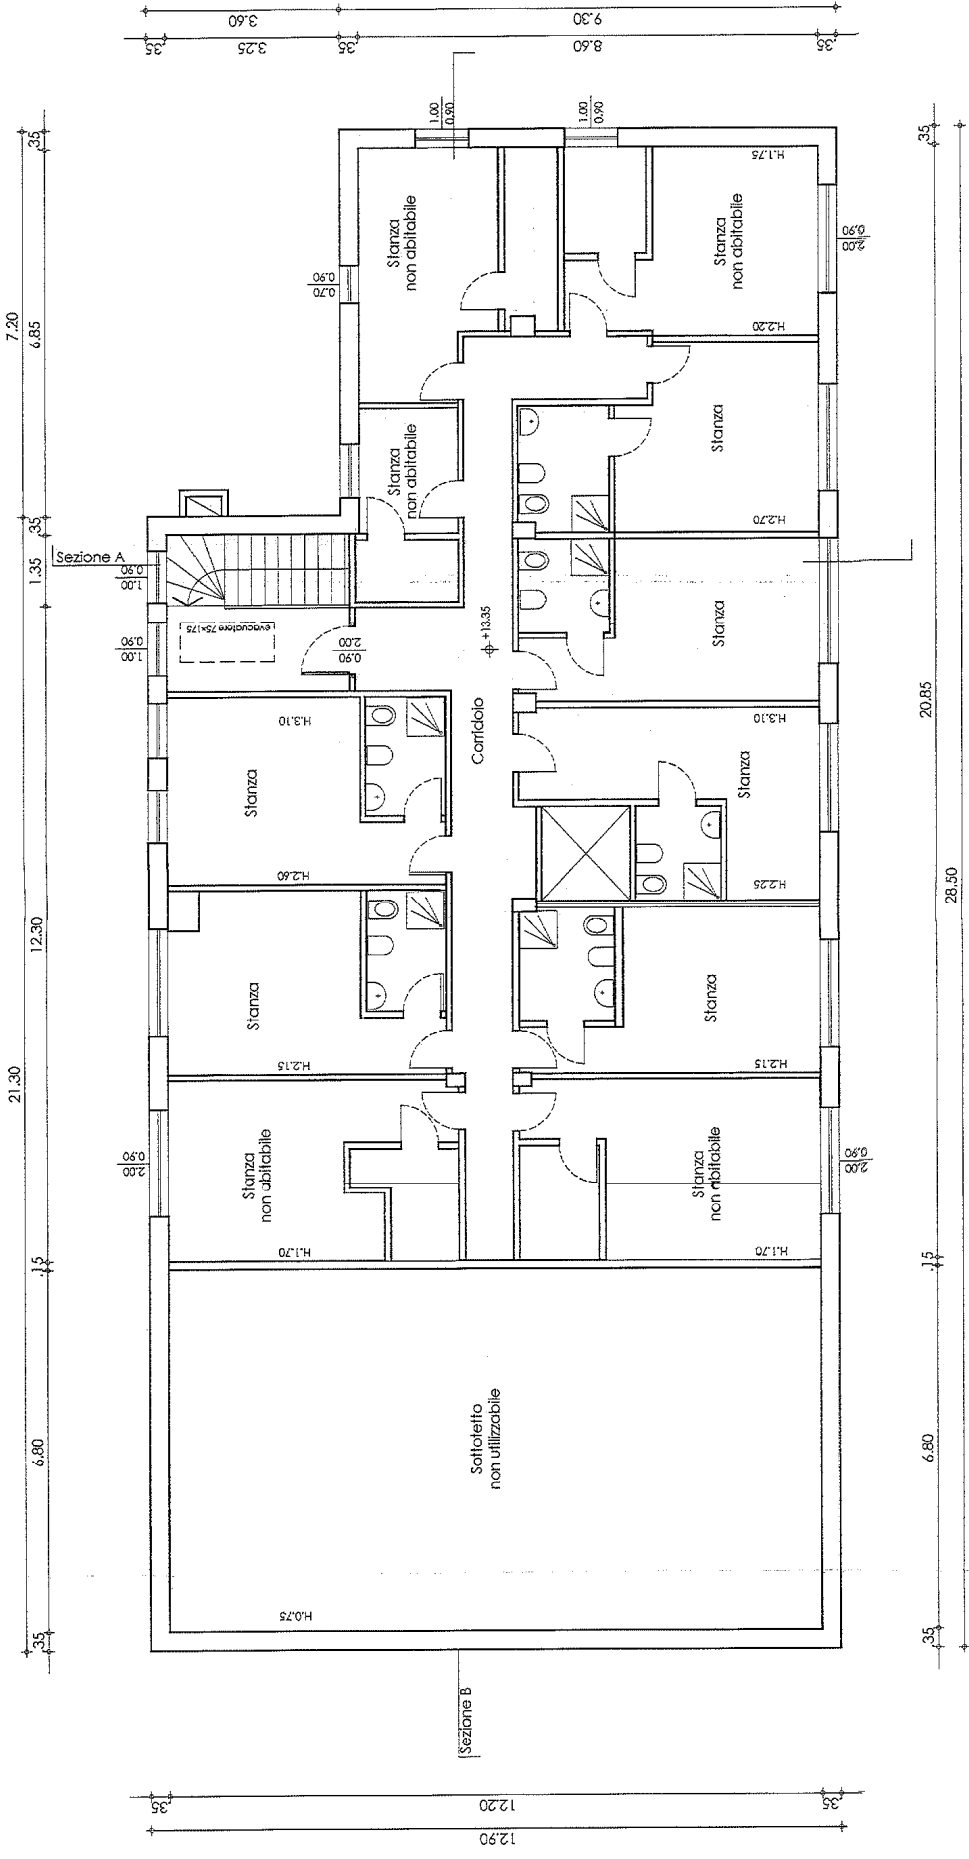 3.60
9.30
.35
3.25
.35
8.60
.35
7.20
.35
6.85
.35
1.35
12.30
21.30
.15
6.80
.35
1.00
0.90
1.00
0.90
Stanza
non abitabile
H.1.75
Stanza
non abitabile
0.90
2.00
0.90
0.70
H.2.20
Stanza
non abitabile
Stanza
H.2.70
Sezione A
0.90
1.00
evacuatore 75x175
0.90
1.00
2.00
0.90
+13.35
Stanza
Corridoio
H.3.10
Stanza
H.3.10
Stanza
H.2.60
H.2.25
Stanza
Stanza
H.2.15
H.2.15
0.90
2.00
Stanza
non abitabile
Stanza
non abitabile
0.90
2.00
H.1.70
H.1.70
Sottotetto
non utilizzabile
H.0.75
Sezione B
.35
20.85
28.50
.15
6.80
.35
.35
12.20
.35
12.90